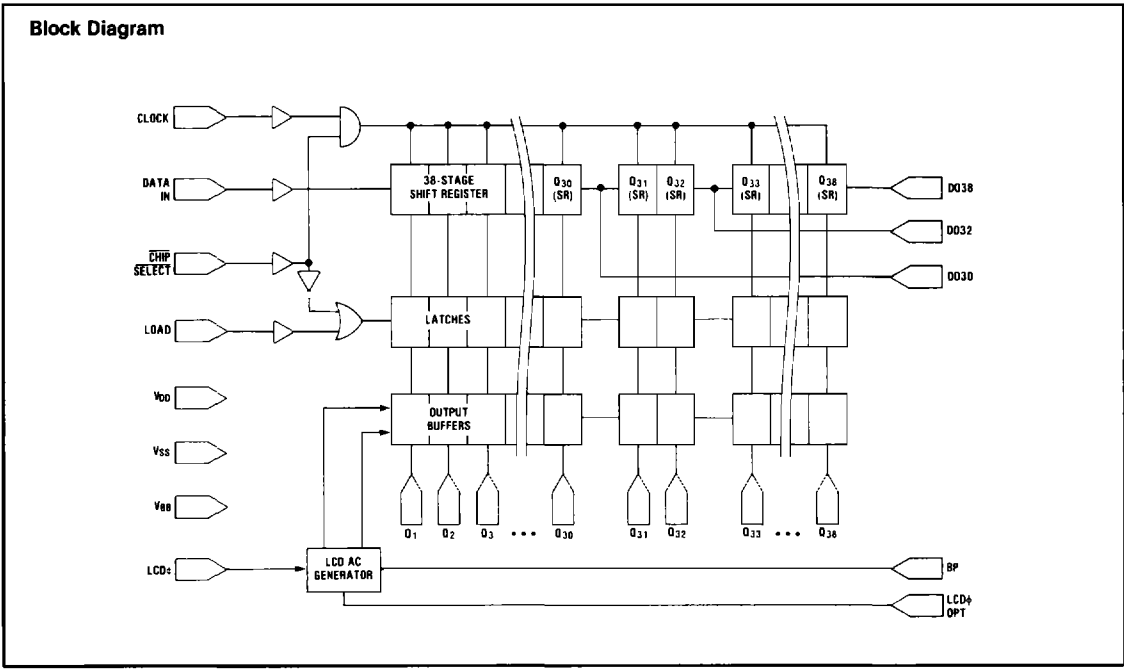 Block Diagram
CLOCK
DATA
IN
CHIP
SELECT
LOAD
VDD
VSS
VBB
LCDϕ
38-STAGE
SHIFT REGISTER
Q30
(SR)
Q31
(SR)
Q32
(SR)
Q33
(SR)
Q38
(SR)
DO38
DO32
DO30
LATCHES
OUTPUT
BUFFERS
Q1
Q2
Q3
•••
Q30
Q31
Q32
Q33
•••
Q38
LCD AC
GENERATOR
BP
LCDϕ
OPT